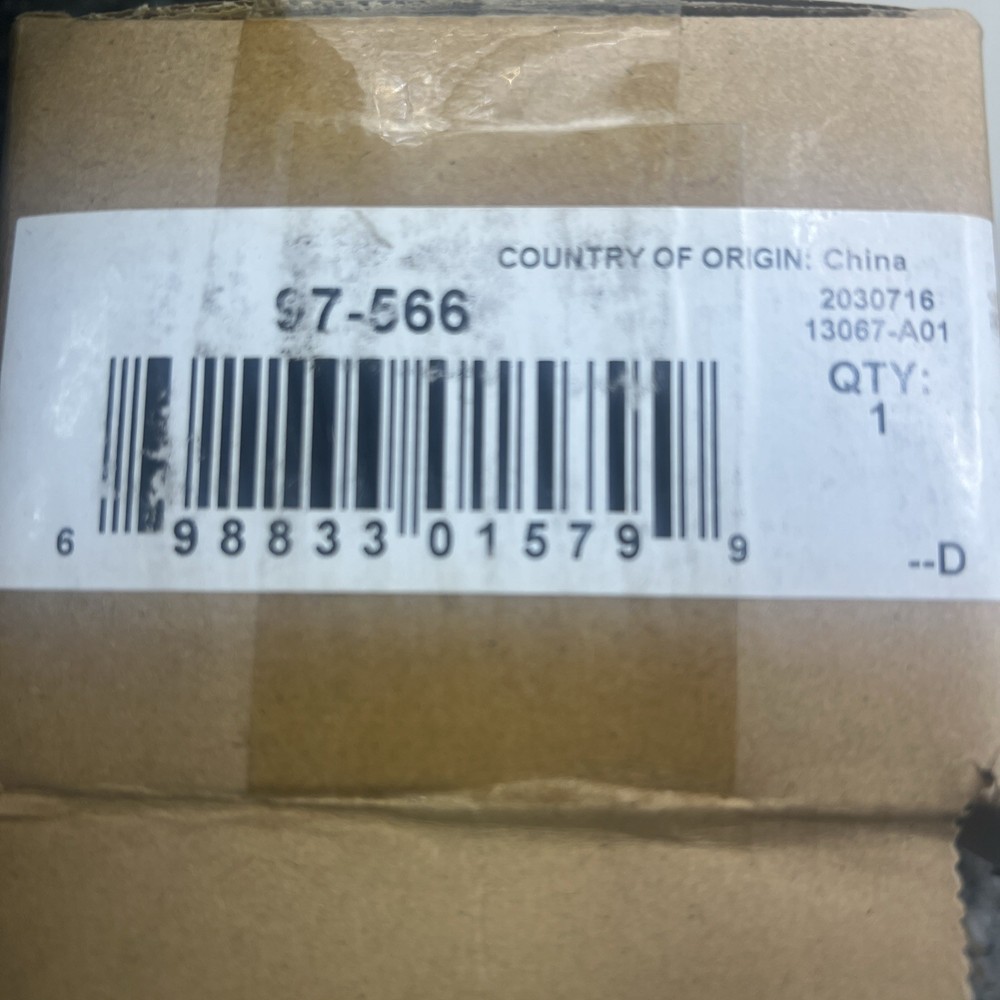 COUNTRY OF ORIGIN: China
97-566
2030716
13067-A01
QTY:
1
6 98833 01579 9
--D